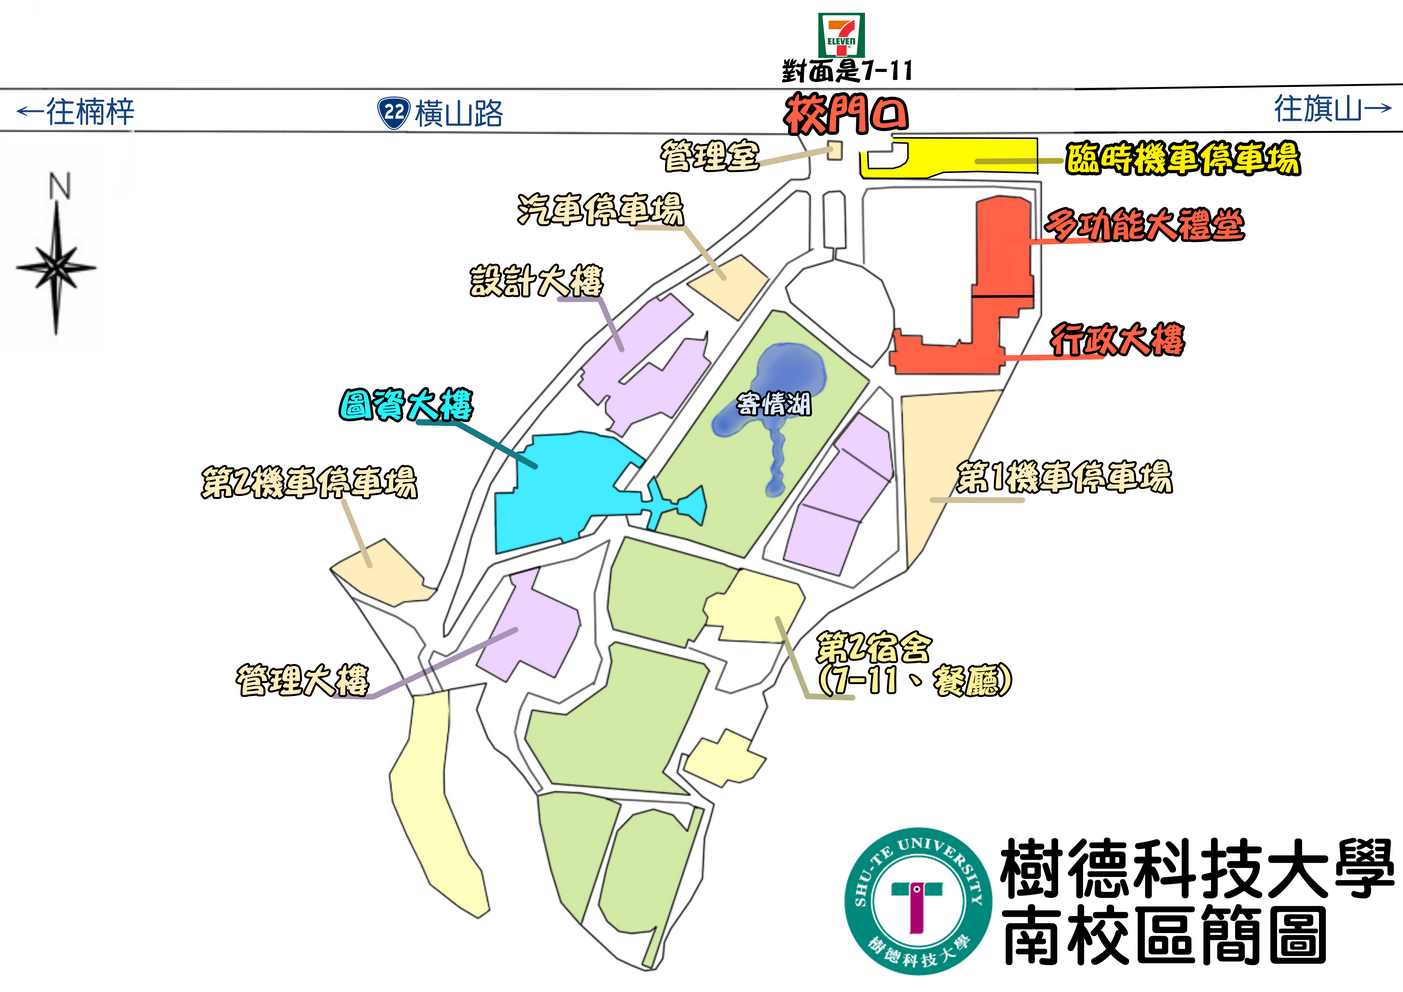 7
ELEVEN
對面是7-11
←往楠梓
22
橫山路
校門口
往旗山→
管理室
臨時機車停車場
N
汽車停車場
多功能大禮堂
設計大樓
行政大樓
圖資大樓
寄情湖
第2機車停車場
第1機車停車場
第2宿舍
(7-11、餐廳)
管理大樓
SHU-TE UNIVERSITY
樹德科技大學
樹德科技大學
南校區簡圖